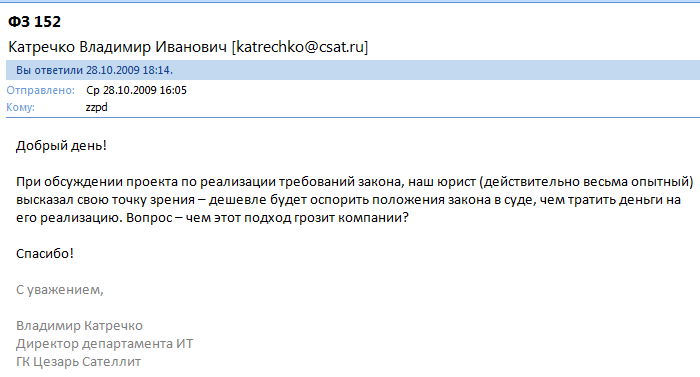 ФЗ 152
Катречко Владимир Иванович [katrechko@csat.ru]
Вы ответили 28.10.2009 18:14.
Отправлено: Ср 28.10.2009 16:05
Кому: zzpd
Добрый день!
При обсуждении проекта по реализации требований закона, наш юрист (действительно весьма опытный)
высказал свою точку зрения – дешевле будет оспорить положения закона в суде, чем тратить деньги на
его реализацию. Вопрос – чем этот подход грозит компании?
Спасибо!
С уважением,
Владимир Катречко
Директор департамента ИТ
ГК Цезарь Сателлит